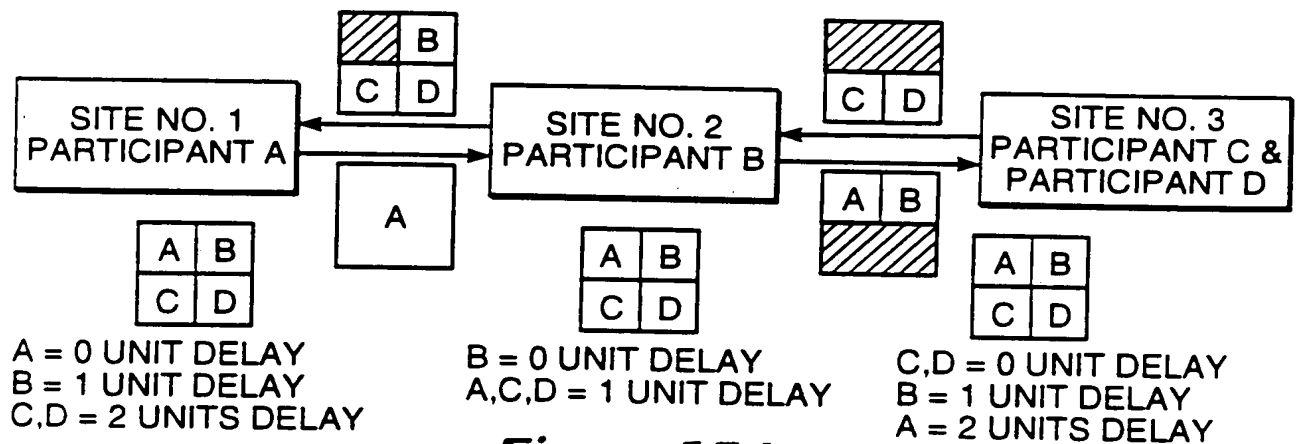 B
C D
C D
SITE NO. 1
PARTICIPANT A
SITE NO. 2
PARTICIPANT B
SITE NO. 3
PARTICIPANT C &
PARTICIPANT D
A
A B
A B
C D
A B
C D
A B
C D
A = 0 UNIT DELAY
B = 1 UNIT DELAY
C,D = 2 UNITS DELAY
B = 0 UNIT DELAY
A,C,D = 1 UNIT DELAY
C,D = 0 UNIT DELAY
B = 1 UNIT DELAY
A = 2 UNITS DELAY
Figure